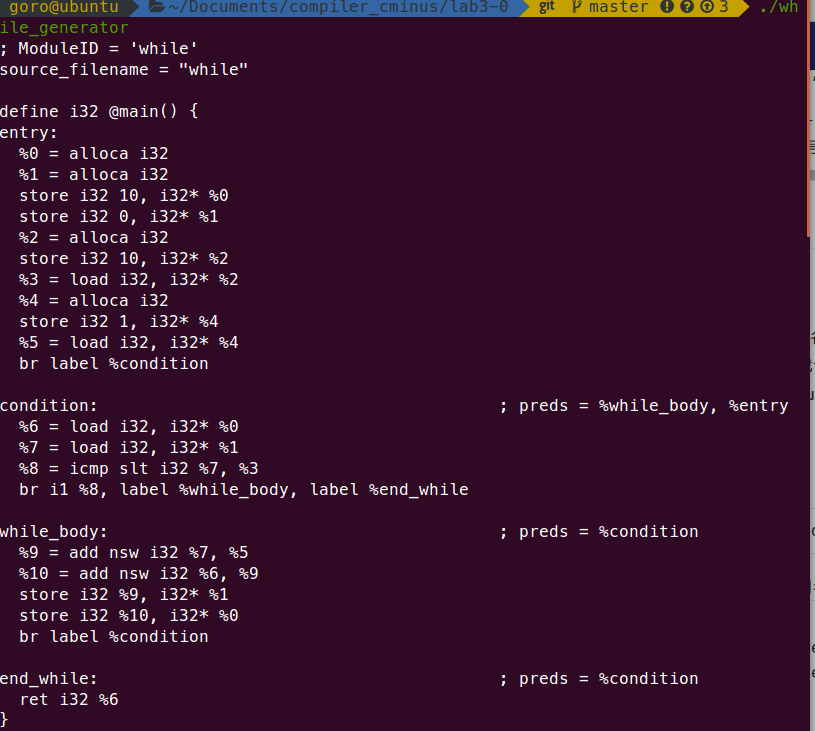 goro@ubuntu ~/Documents/compiler_cminus/lab3-0 git master 3 ./wh
ile_generator
; ModuleID = 'while'
source_filename = "while"
define i32 @main() {
entry:
%0 = alloca i32
%1 = alloca i32
store i32 10, i32* %0
store i32 0, i32* %1
%2 = alloca i32
store i32 10, i32* %2
%3 = load i32, i32* %2
%4 = alloca i32
store i32 1, i32* %4
%5 = load i32, i32* %4
br label %condition
condition: ; preds = %while_body, %entry
%6 = load i32, i32* %0
%7 = load i32, i32* %1
%8 = icmp slt i32 %7, %3
br i1 %8, label %while_body, label %end_while
while_body: ; preds = %condition
%9 = add nsw i32 %7, %5
%10 = add nsw i32 %6, %9
store i32 %9, i32* %1
store i32 %10, i32* %0
br label %condition
end_while: ; preds = %condition
ret i32 %6
}